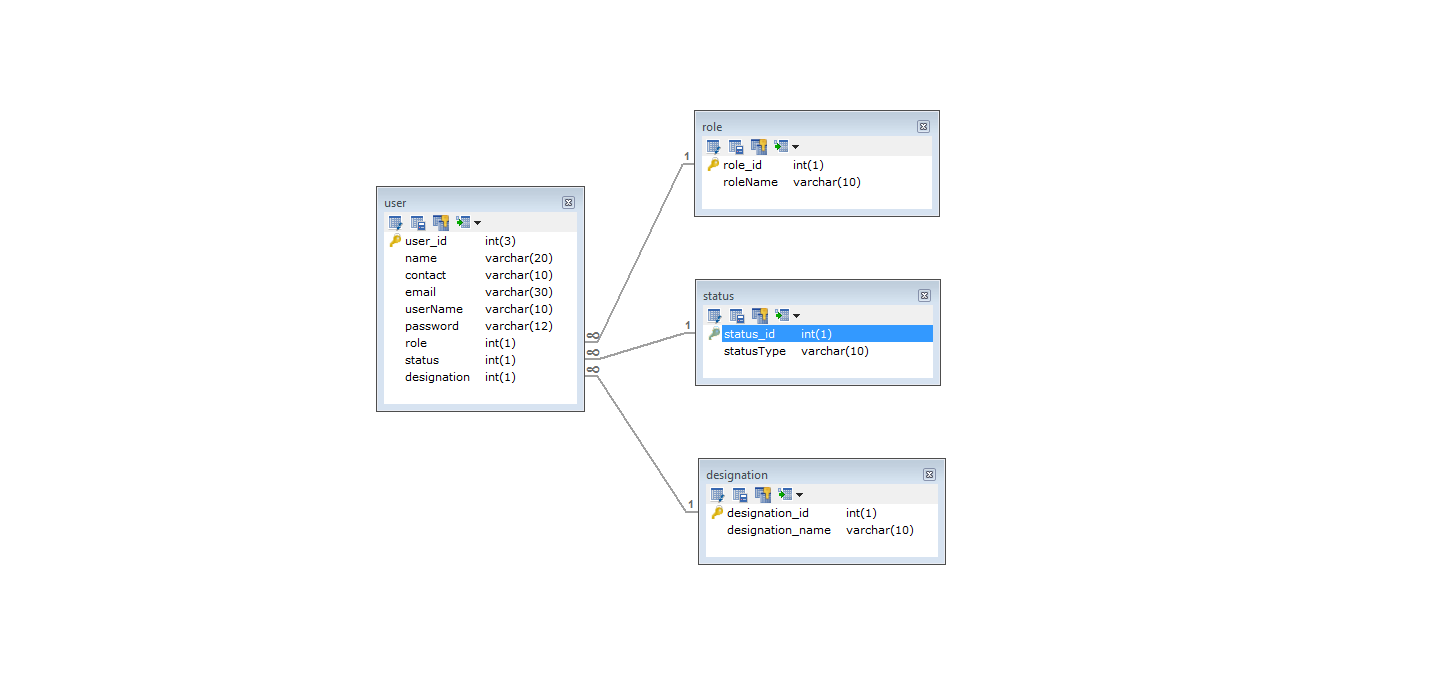 user
user_id int(3)
name varchar(20)
contact varchar(10)
email varchar(30)
userName varchar(10)
password varchar(12)
role int(1)
status int(1)
designation int(1)
∞
∞
∞
1
role
role_id int(1)
roleName varchar(10)
1
status
status_id int(1)
statusType varchar(10)
1
designation
designation_id int(1)
designation_name varchar(10)